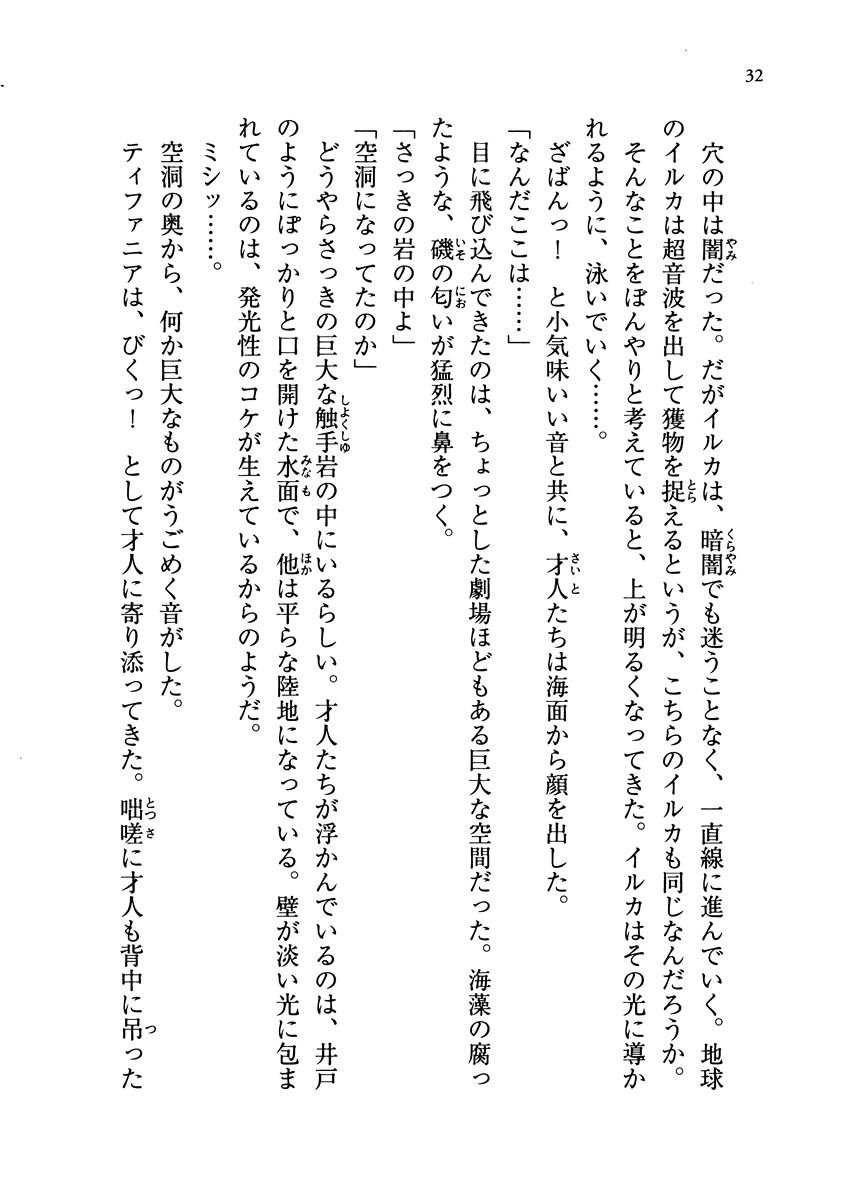 32
穴の中は闇だった。だがイルカは、暗闇でも迷うことなく、一直線に進んでいく。地球
のイルカは超音波を出して獲物を捉えるというが、こちらのイルカも同じなんだろうか。
そんなことをぼんやりと考えていると、上が明るくなってきた。イルカはその光に導か
れるように、泳いでいく……。
ざばんっ！　と小気味いい音と共に、才人たちは海面から顔を出した。
「なんだここは……」
目に飛び込んできたのは、ちょっとした劇場ほどもある巨大な空間だった。海藻の腐っ
たような、磯の匂いが猛烈に鼻をつく。
「さっきの岩の中よ」
「空洞になってたのか」
どうやらさっきの巨大な触手岩の中にいるらしい。才人たちが浮かんでいるのは、井戸
のようにぽっかりと口を開けた水面で、他は平らな陸地になっている。壁が淡い光に包ま
れているのは、発光性のコケが生えているからのようだ。
ミシッ……。
空洞の奥から、何か巨大なものがうごめく音がした。
ティファニアは、びくっ！　として才人に寄り添ってきた。咄嗟に才人も背中に吊った